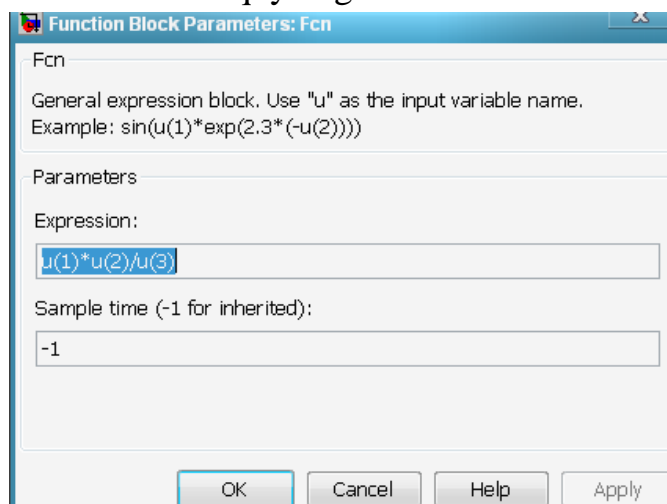 Function Block Parameters: Fcn
Fcn
General expression block. Use "u" as the input variable name.
Example: sin(u(1)*exp(2.3*(-u(2))))
Parameters
Expression:
u(1)*u(2)/u(3)
Sample time (-1 for inherited):
-1
OK Cancel Help Apply